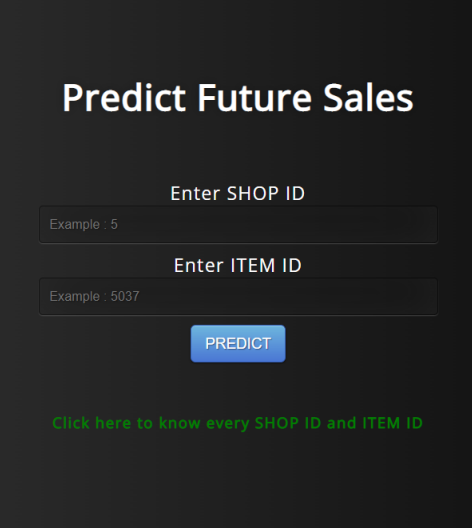 Predict Future Sales
Enter SHOP ID
Example : 5
Enter ITEM ID
Example : 5037
PREDICT
Click here to know every SHOP ID and ITEM ID